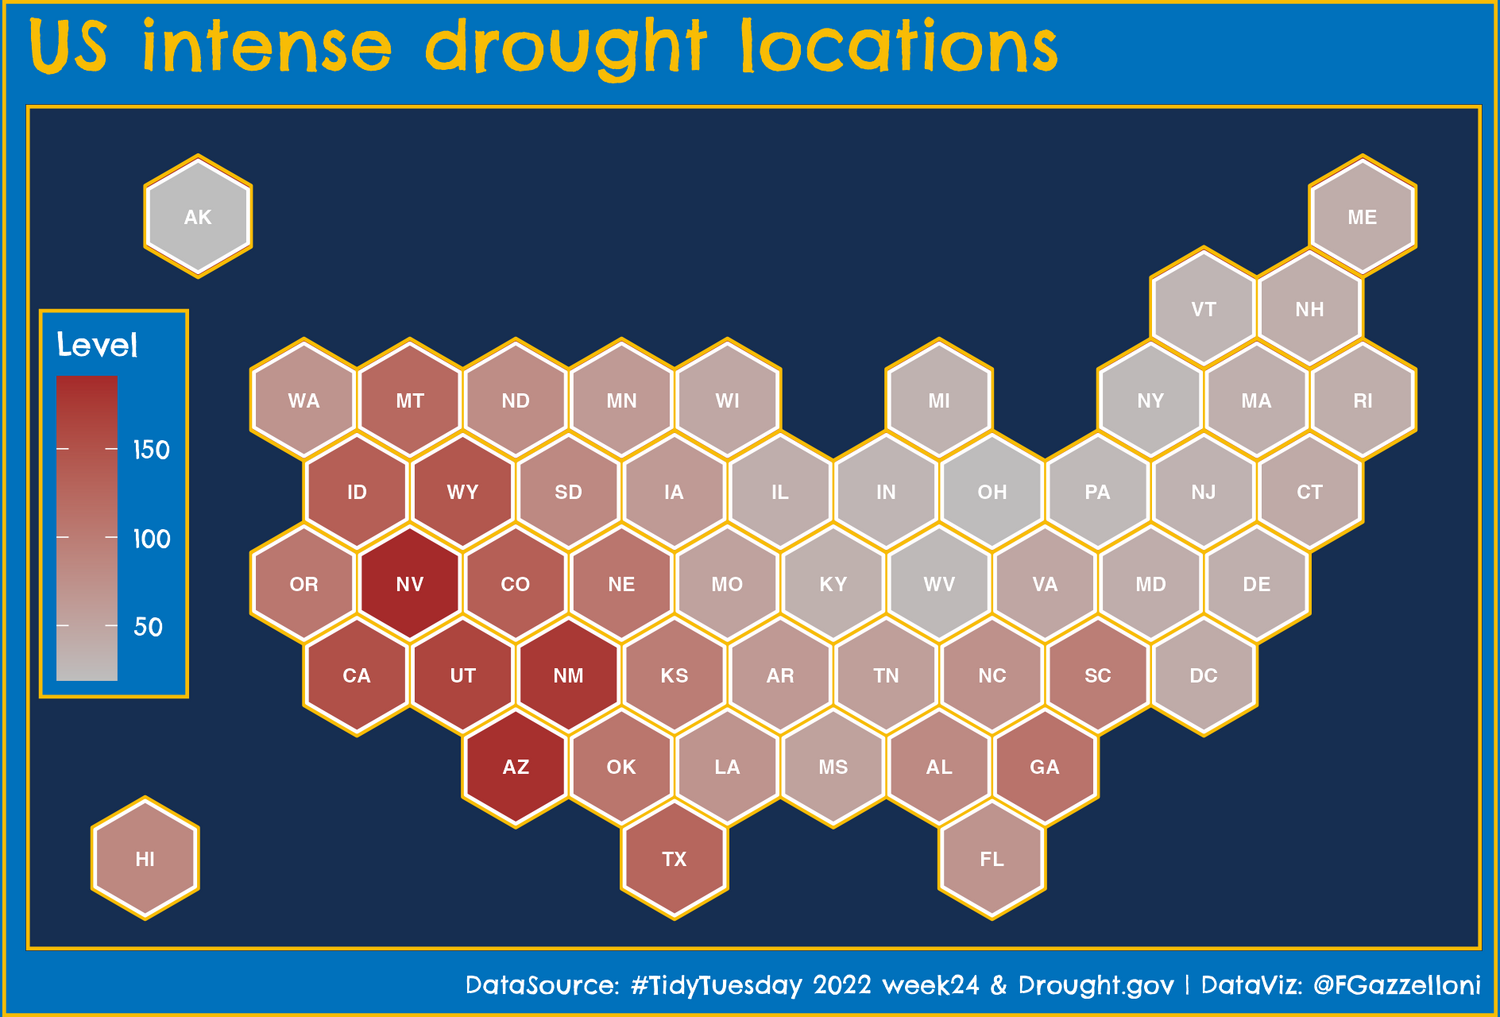 US intense drought locations
AK
ME
VT NH
Level
WA MT ND MN WI MI NY MA RI
150
ID WY SD IA IL IN OH PA NJ CT
100
OR NV CO NE MO KY WV VA MD DE
50
CA UT NM KS AR TN NC SC DC
AZ OK LA MS AL GA
HI TX FL
DataSource: #TidyTuesday 2022 week24 & Drought.gov | DataViz: @FGazzelloni